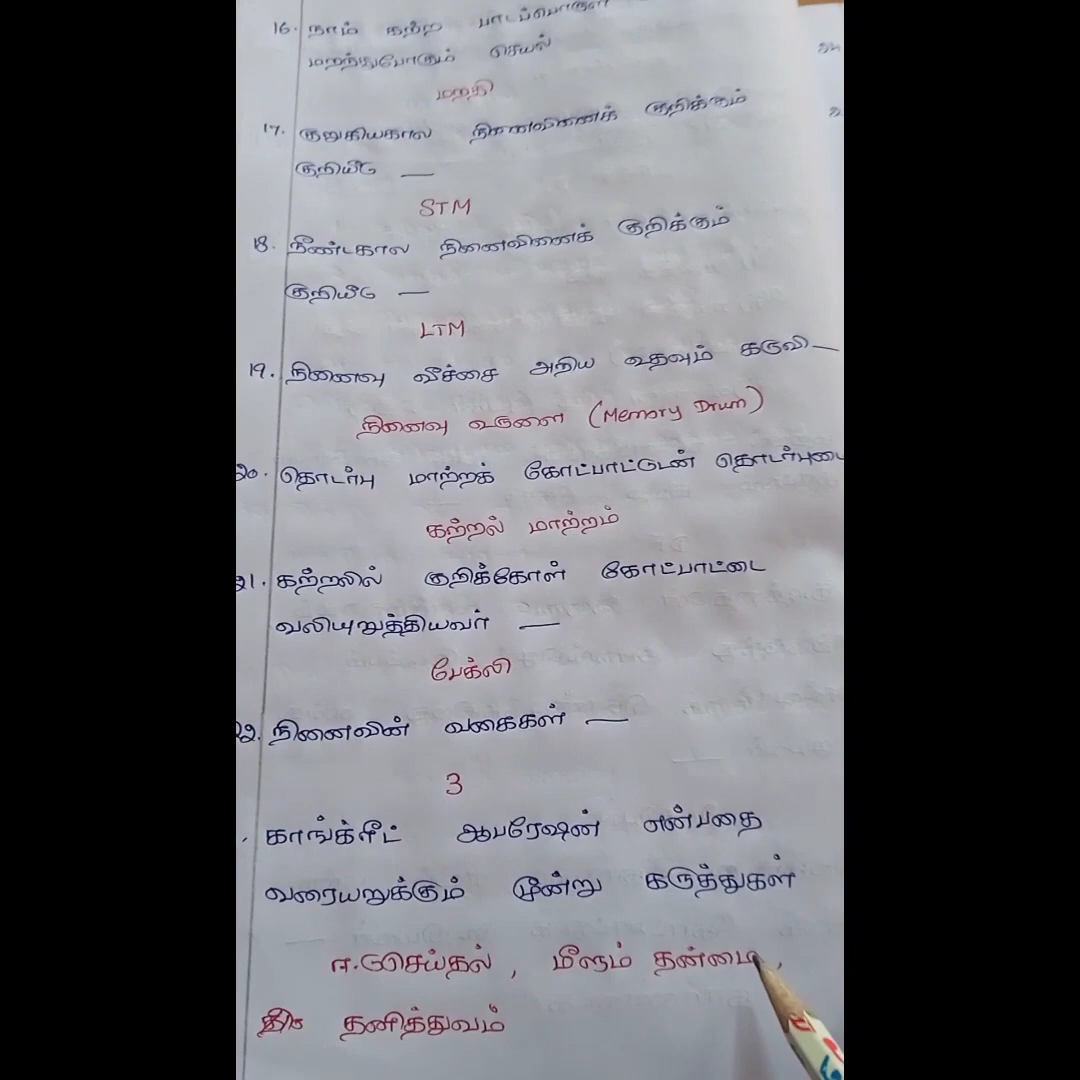 16. நாம் கற்ற பாடப்பொருள்
மறந்துபோகும் செயல்
மறதி
17. குறுகியகால நினைவினைக் குறிக்கும்
குறியீடு —
STM
18. நீண்டகால நினைவினைக் குறிக்கும்
குறியீடு —
LTM
19. நினைவு வீச்சை அறிய உதவும் கருவி —
நினைவு உருளை (Memory Drum)
20. தொடர்பு மாற்றக் கோட்பாட்டுடன் தொடர்புடை
கற்றல் மாற்றம்
21. கற்றலில் குறிக்கோள் கோட்பாட்டை
வலியுறுத்தியவர் —
பேக்லி
22. நினைவின் வகைகள் —
3
காங்க்ரீட் ஆபரேஷன் என்பதை
வரையறுக்கும் மூன்று கருத்துகள்
ஈடுசெய்தல், மீளும் தன்மை,
தனித்துவம்